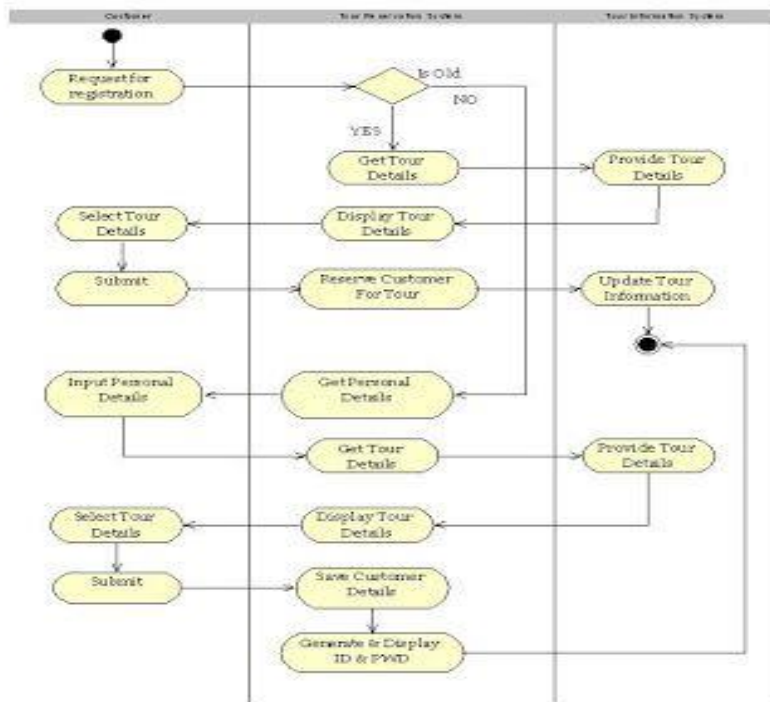 Customer
Tour Reservation System
Tour Information System
Request for
registration
Is Old
NO
YES
Get Tour
Details
Provide Tour
Details
Select Tour
Details
Display Tour
Details
Submit
Reserve Customer
For Tour
Update Tour
Information
Input Personal
Details
Get Personal
Details
Get Tour
Details
Provide Tour
Details
Select Tour
Details
Display Tour
Details
Submit
Save Customer
Details
Generate & Display
ID & PWD